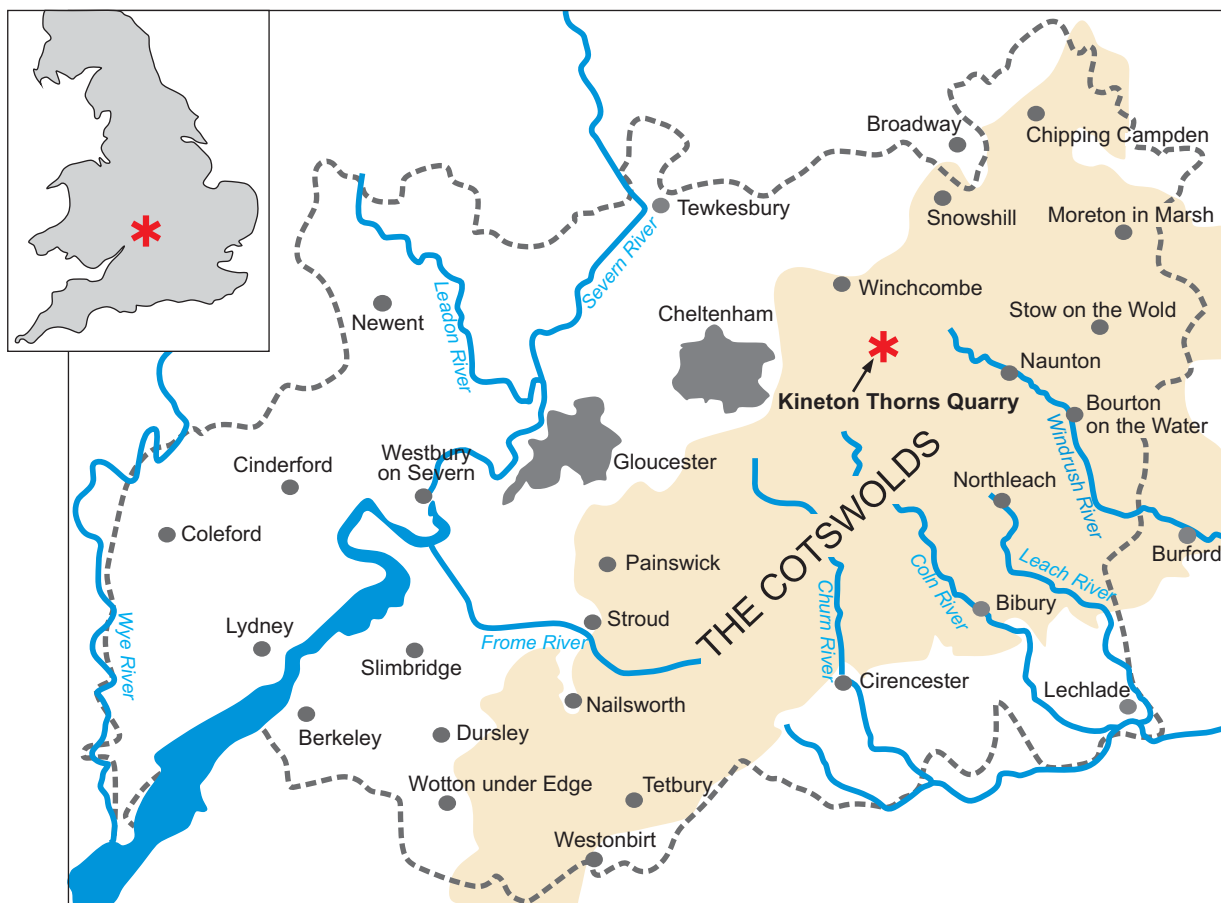 Broadway
Chipping Campden
Tewkesbury
Snowshill
Moreton in Marsh
Severn River
Leadon River
Newent
Winchcombe
Cheltenham
Stow on the Wold
Naunton
Kineton Thorns Quarry
Bourton
on the Water
Windrush River
Westbury
on Severn
Cinderford
Gloucester
Northleach
Coleford
THE COTSWOLDS
Burford
Painswick
Coln River
Leach River
Churn River
Bibury
Wye River
Lydney
Stroud
Frome River
Slimbridge
Cirencester
Lechlade
Nailsworth
Berkeley
Dursley
Wotton under Edge
Tetbury
Westonbirt